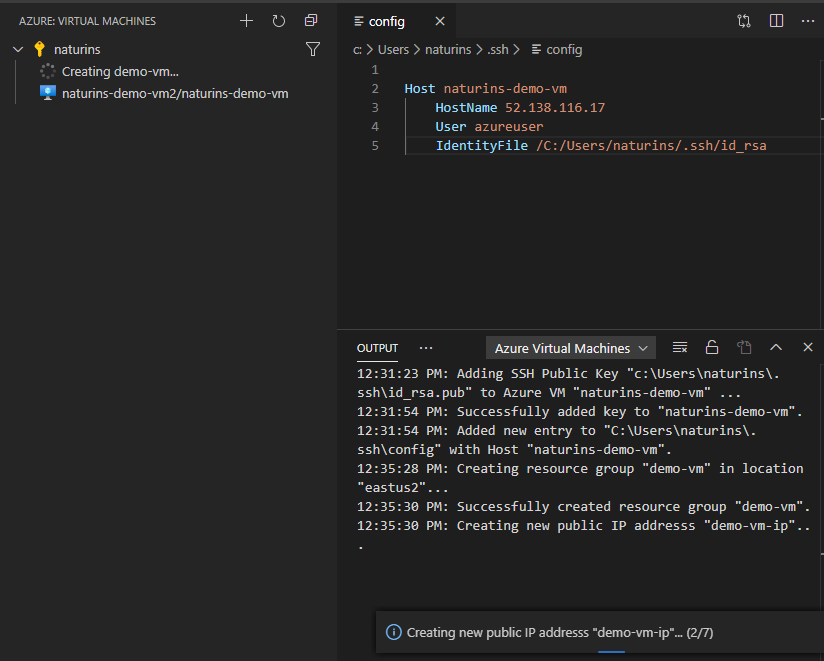 AZURE: VIRTUAL MACHINES
naturins
Creating demo-vm...
naturins-demo-vm2/naturins-demo-vm
config
c: > Users > naturins > .ssh > config
1
2 Host naturins-demo-vm
3 HostName 52.138.116.17
4 User azureuser
5 IdentityFile /C:/Users/naturins/.ssh/id_rsa
OUTPUT ... Azure Virtual Machines
12:31:23 PM: Adding SSH Public Key "c:\Users\naturins\.
ssh\id_rsa.pub" to Azure VM "naturins-demo-vm" ...
12:31:54 PM: Successfully added key to "naturins-demo-vm".
12:31:54 PM: Added new entry to "C:\Users\naturins\.
ssh\config" with Host "naturins-demo-vm".
12:35:28 PM: Creating resource group "demo-vm" in location
"eastus2"...
12:35:30 PM: Successfully created resource group "demo-vm".
12:35:30 PM: Creating new public IP addresss "demo-vm-ip"..
.
Creating new public IP addresss "demo-vm-ip"... (2/7)